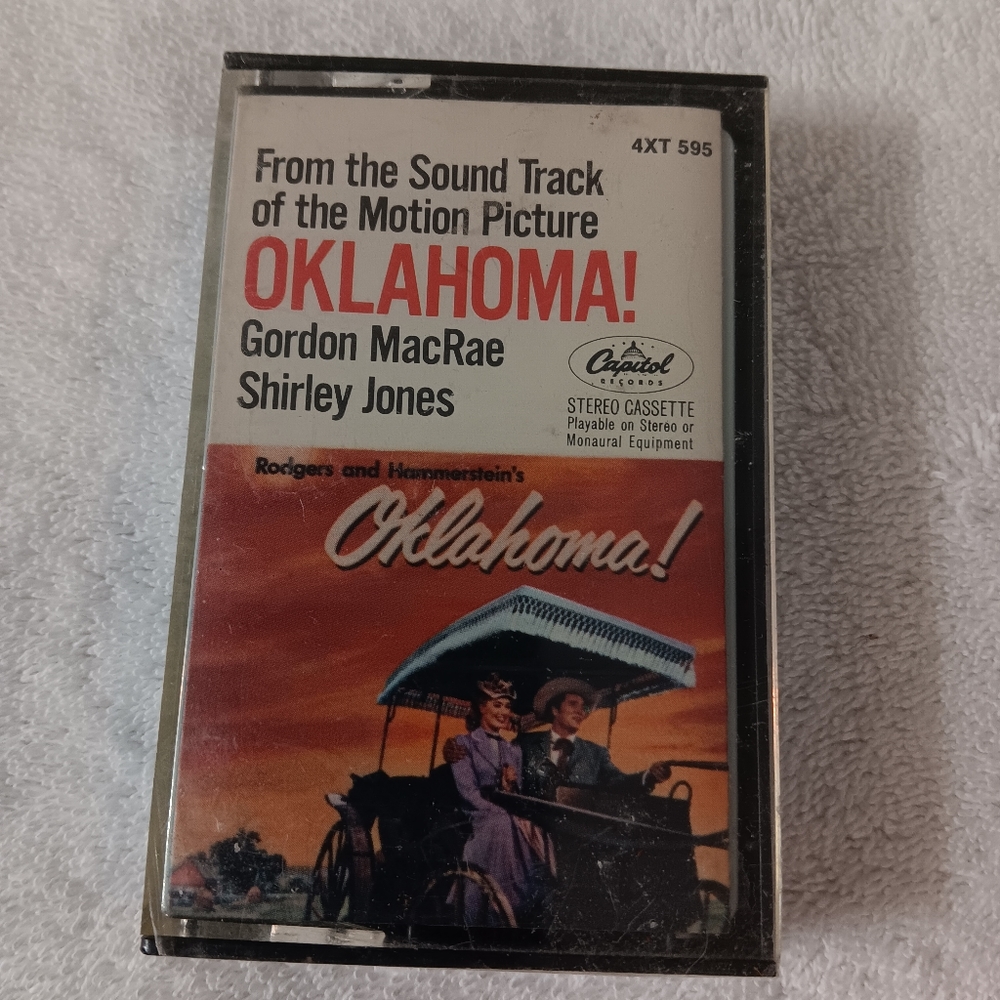 4XT 595
From the Sound Track
of the Motion Picture
OKLAHOMA!
Gordon MacRae
Shirley Jones
Capitol
RECORDS
STEREO CASSETTE
Playable on Stereo or
Monaural Equipment
Rodgers and Hammerstein's
Oklahoma!